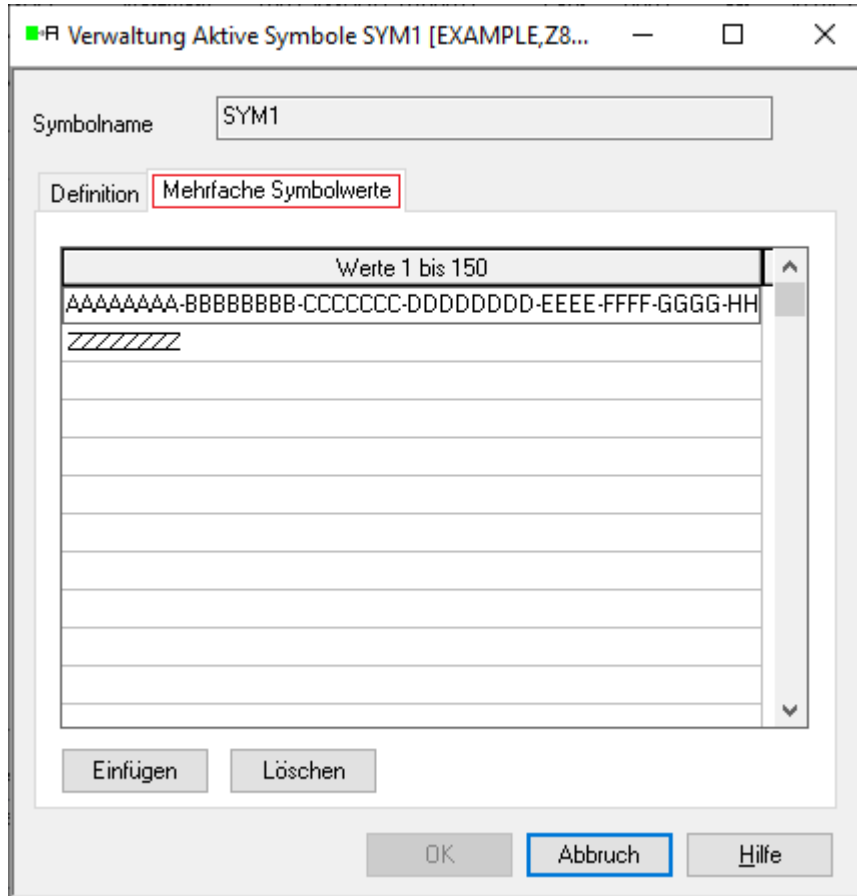 Verwaltung Aktive Symbole SYM1 [EXAMPLE,Z8...
Symbolname SYM1
Definition Mehrfache Symbolwerte
Werte 1 bis 150
AAAAAAAA-BBBBBBBB-CCCCCCC-DDDDDDDD-EEEE-FFFF-GGGG-HH
ZZZZZZZZ
Einfügen Löschen
OK Abbruch Hilfe